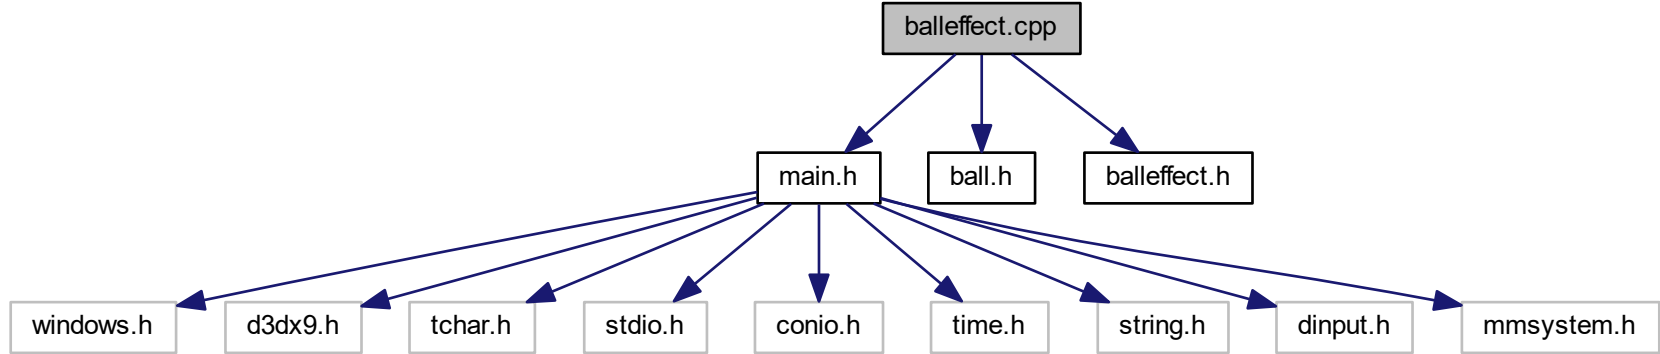 balleffect.cpp
main.h
ball.h
balleffect.h
windows.h
d3dx9.h
tchar.h
stdio.h
conio.h
time.h
string.h
dinput.h
mmsystem.h